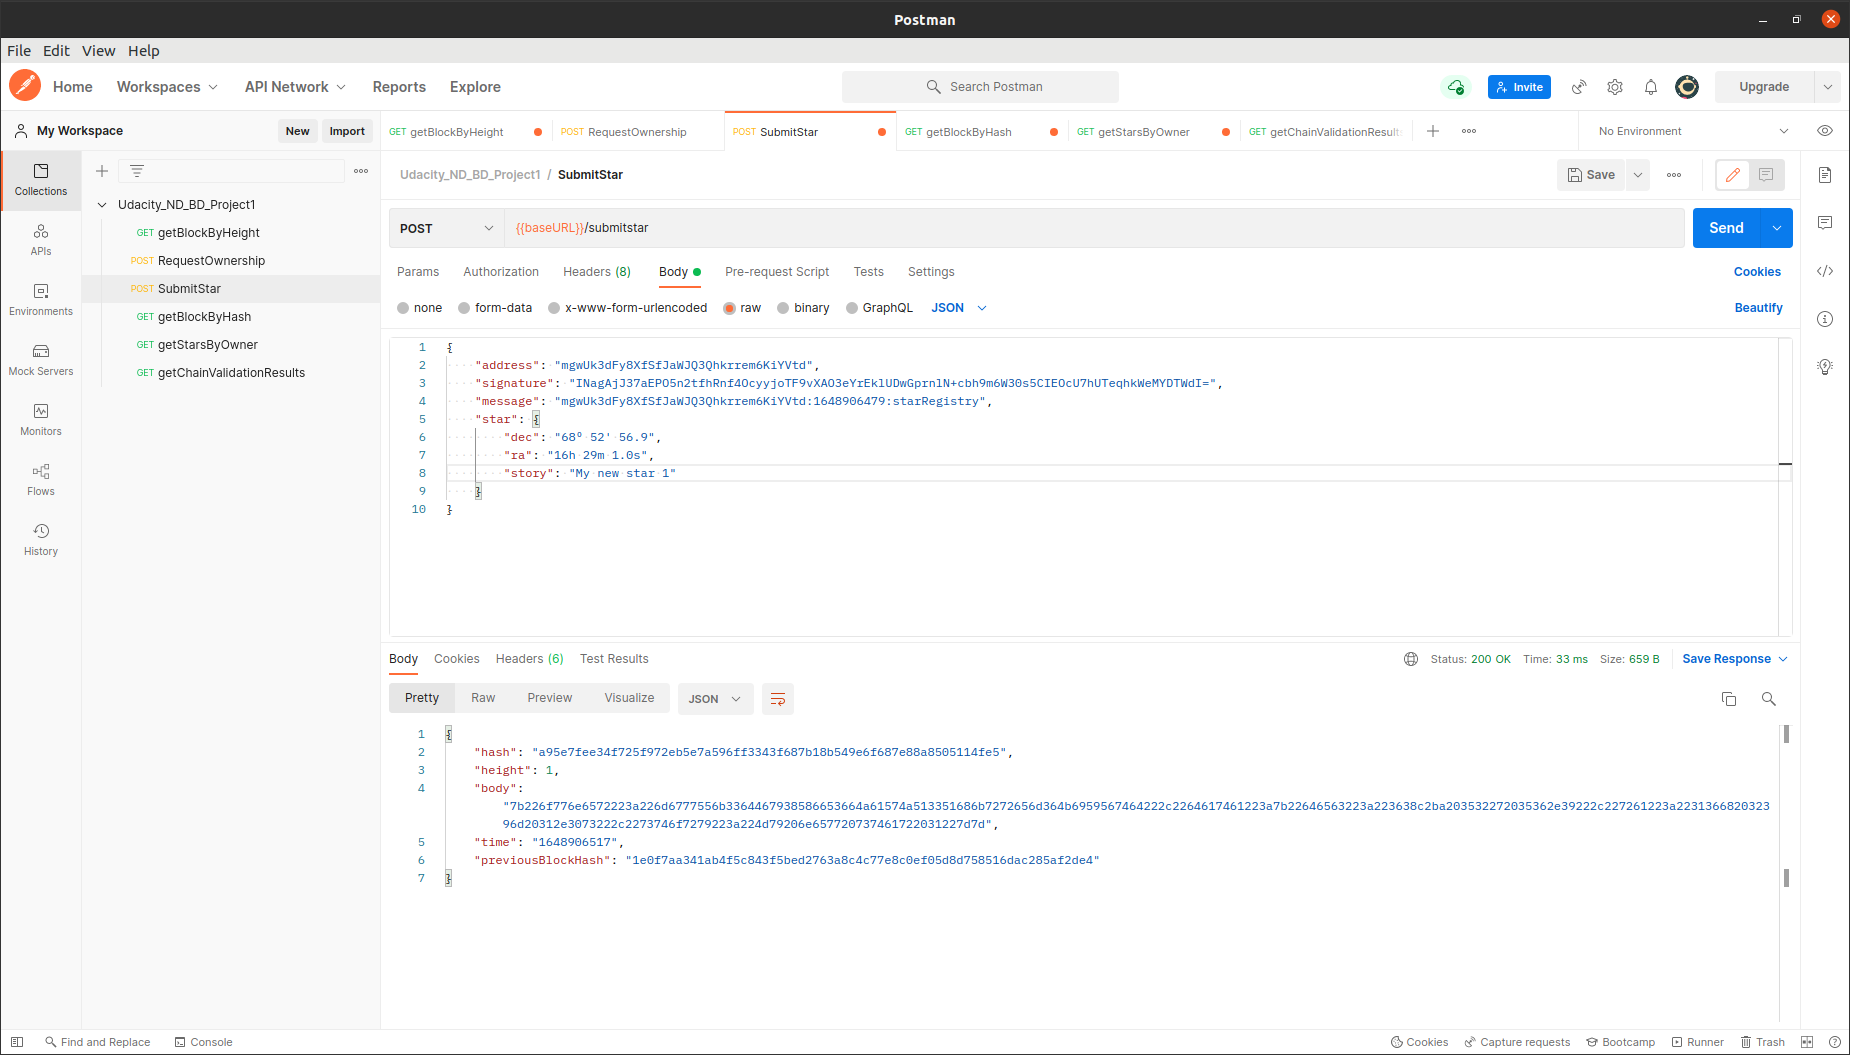 Postman
File Edit View Help
Home Workspaces API Network Reports Explore Search Postman Invite Upgrade
My Workspace New Import
GET getBlockByHeight POST RequestOwnership POST SubmitStar GET getBlockByHash GET getStarsByOwner GET getChainValidationResult No Environment
Collections
APIs
Environments
Mock Servers
Monitors
Flows
History
Udacity_ND_BD_Project1
GET getBlockByHeight
POST RequestOwnership
POST SubmitStar
GET getBlockByHash
GET getStarsByOwner
GET getChainValidationResults
Udacity_ND_BD_Project1 / SubmitStar Save
POST {{baseURL}}/submitstar Send
Params Authorization Headers (8) Body Pre-request Script Tests Settings Cookies
none form-data x-www-form-urlencoded raw binary GraphQL JSON Beautify
1 {
2 "address": "mgwUk3dFy8XfSfJaWJQ3Qhkrrem6KiYVtd",
3 "signature": "INagAjJ37aEPO5n2tfhRnf4OcyyjoTF9vXAO3eYrEklUDwGprnlN+cbh9m6W30s5CIEOcU7hUTeqhkWeMYDTWdI=",
4 "message": "mgwUk3dFy8XfSfJaWJQ3Qhkrrem6KiYVtd:1648906479:starRegistry",
5 "star": {
6 "dec": "68º 52' 56.9",
7 "ra": "16h 29m 1.0s",
8 "story": "My new star 1"
9 }
10 }
Body Cookies Headers (6) Test Results Status: 200 OK Time: 33 ms Size: 659 B Save Response
Pretty Raw Preview Visualize JSON
1 {
2 "hash": "a95e7fee34f725f972eb5e7a596ff3343f687b18b549e6f687e88a8505114fe5",
3 "height": 1,
4 "body":
"7b226f776e6572223a226d6777556b3364467938586653664a61574a513351686b7272656d364b6959567464222c2264617461223a7b22646563223a223638c2ba203532272035362e39222c227261223a223136682032
396d20312e3073222c2273746f7279223a224d79206e657720737461722031227d7d",
5 "time": "1648906517",
6 "previousBlockHash": "1e0f7aa341ab4f5c843f5bed2763a8c4c77e8c0ef05d8d758516dac285af2de4"
7 }
Find and Replace Console Cookies Capture requests Bootcamp Runner Trash